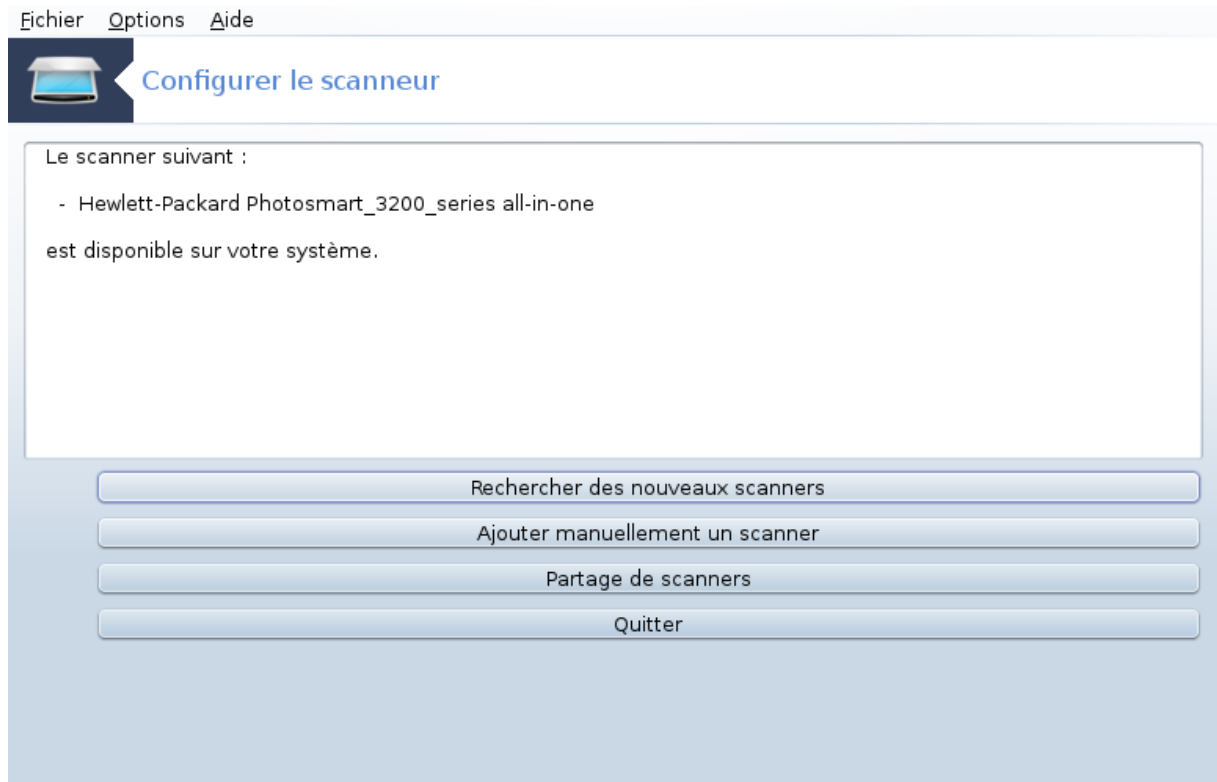 Fichier Options Aide
Configurer le scanneur
Le scanner suivant :
- Hewlett-Packard Photosmart_3200_series all-in-one
est disponible sur votre système.
Rechercher des nouveaux scanners
Ajouter manuellement un scanner
Partage de scanners
Quitter